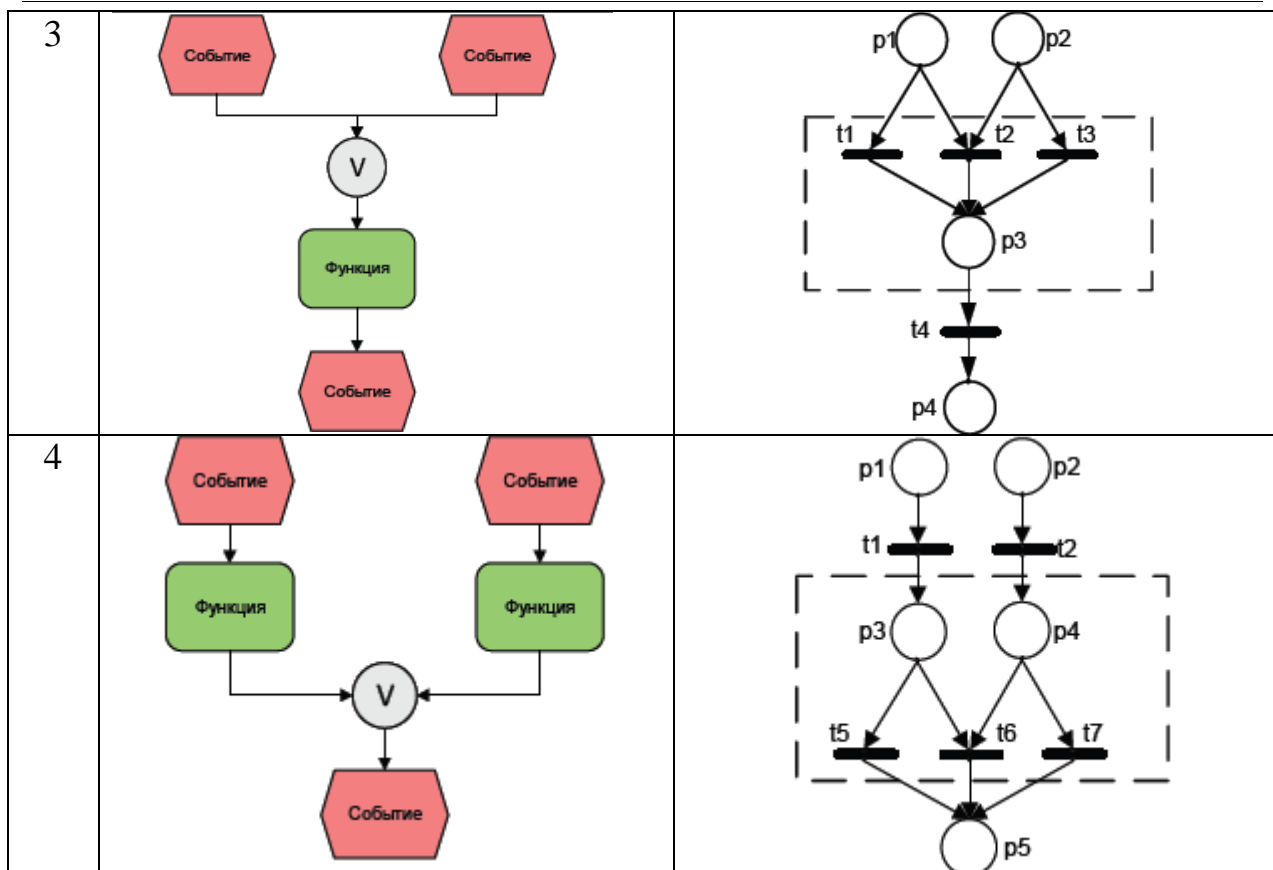 3
Событие
Событие
V
Функция
Событие
p1
p2
t1
t2
t3
p3
t4
p4
4
Событие
Событие
Функция
Функция
V
Событие
p1
p2
t1
t2
p3
p4
t5
t6
t7
p5